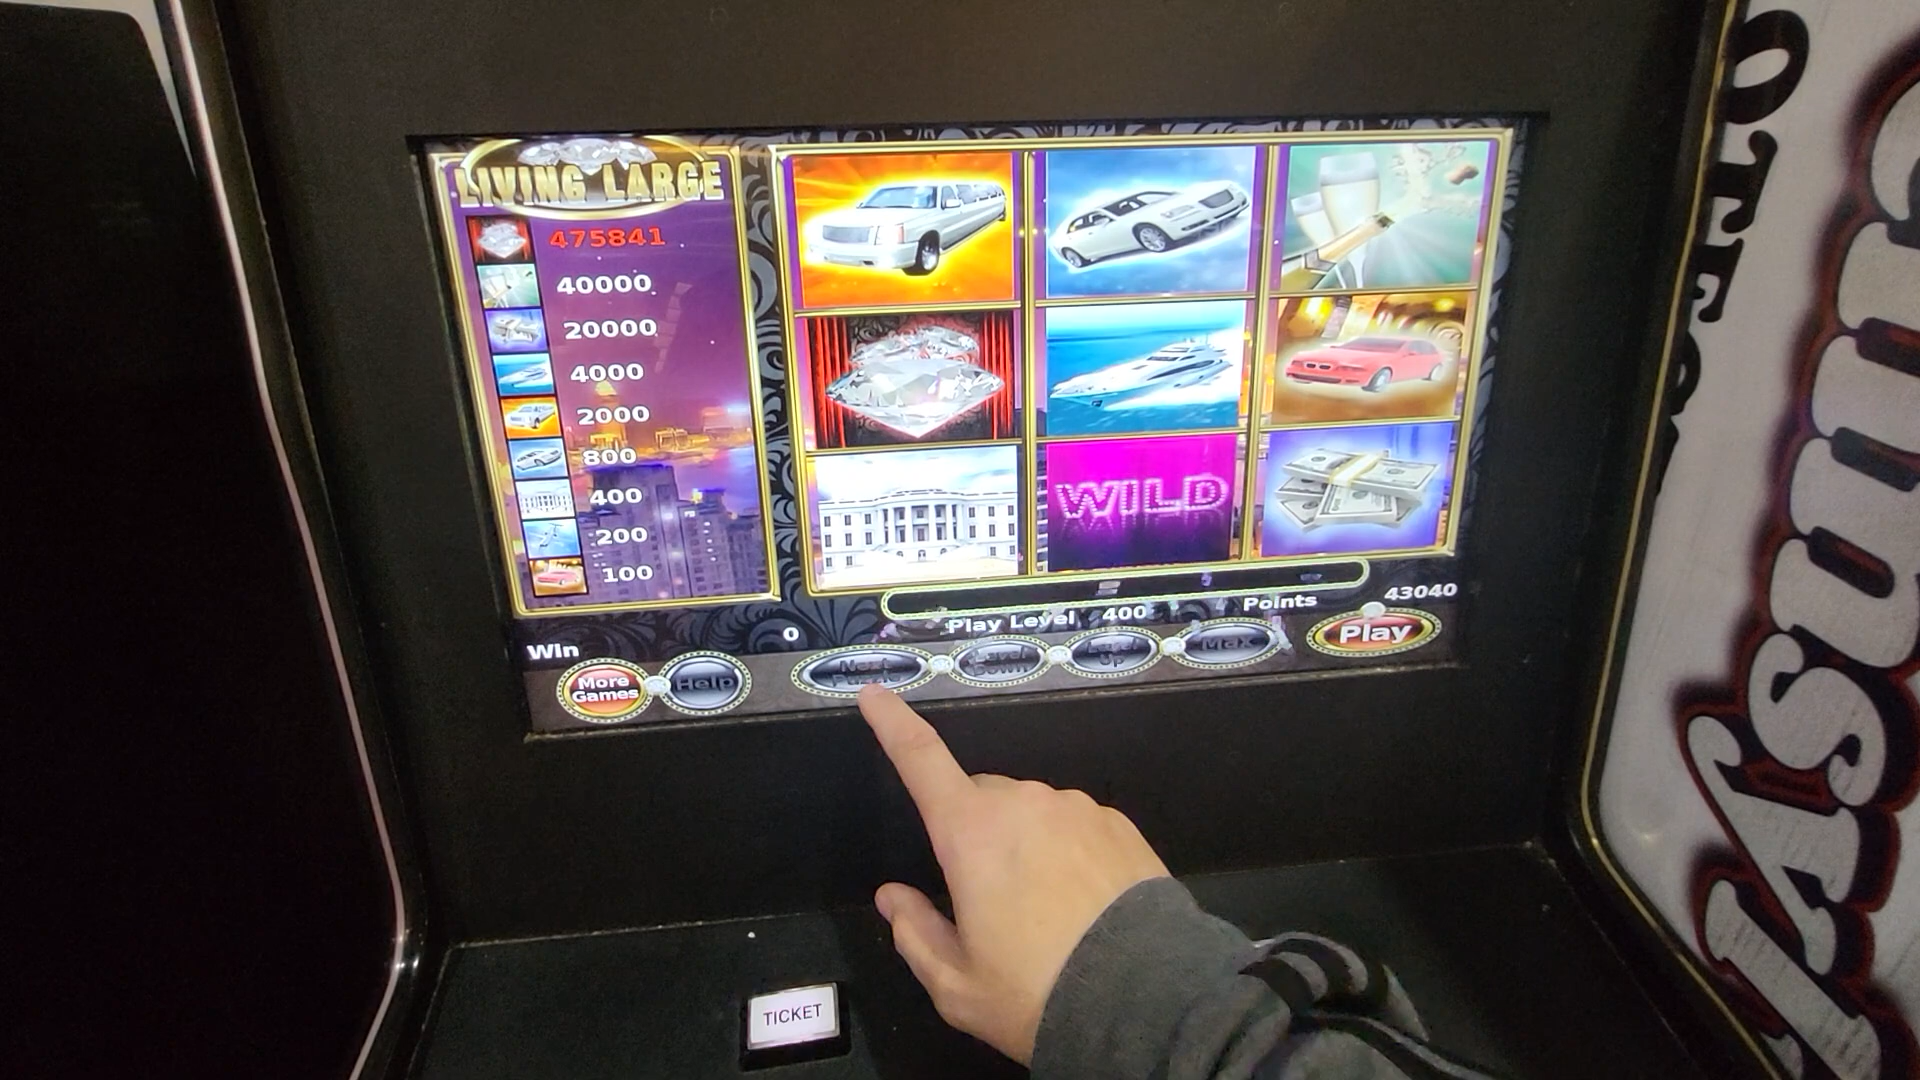 LIVING LARGE
475841
40000
20000
4000
2000
800
400
200
100
WILD
Win
0
Play Level
400
Points
43040
More
Games
Help
Next
Puzzle
Level
Down
Level
Up
Max
Play
TICKET